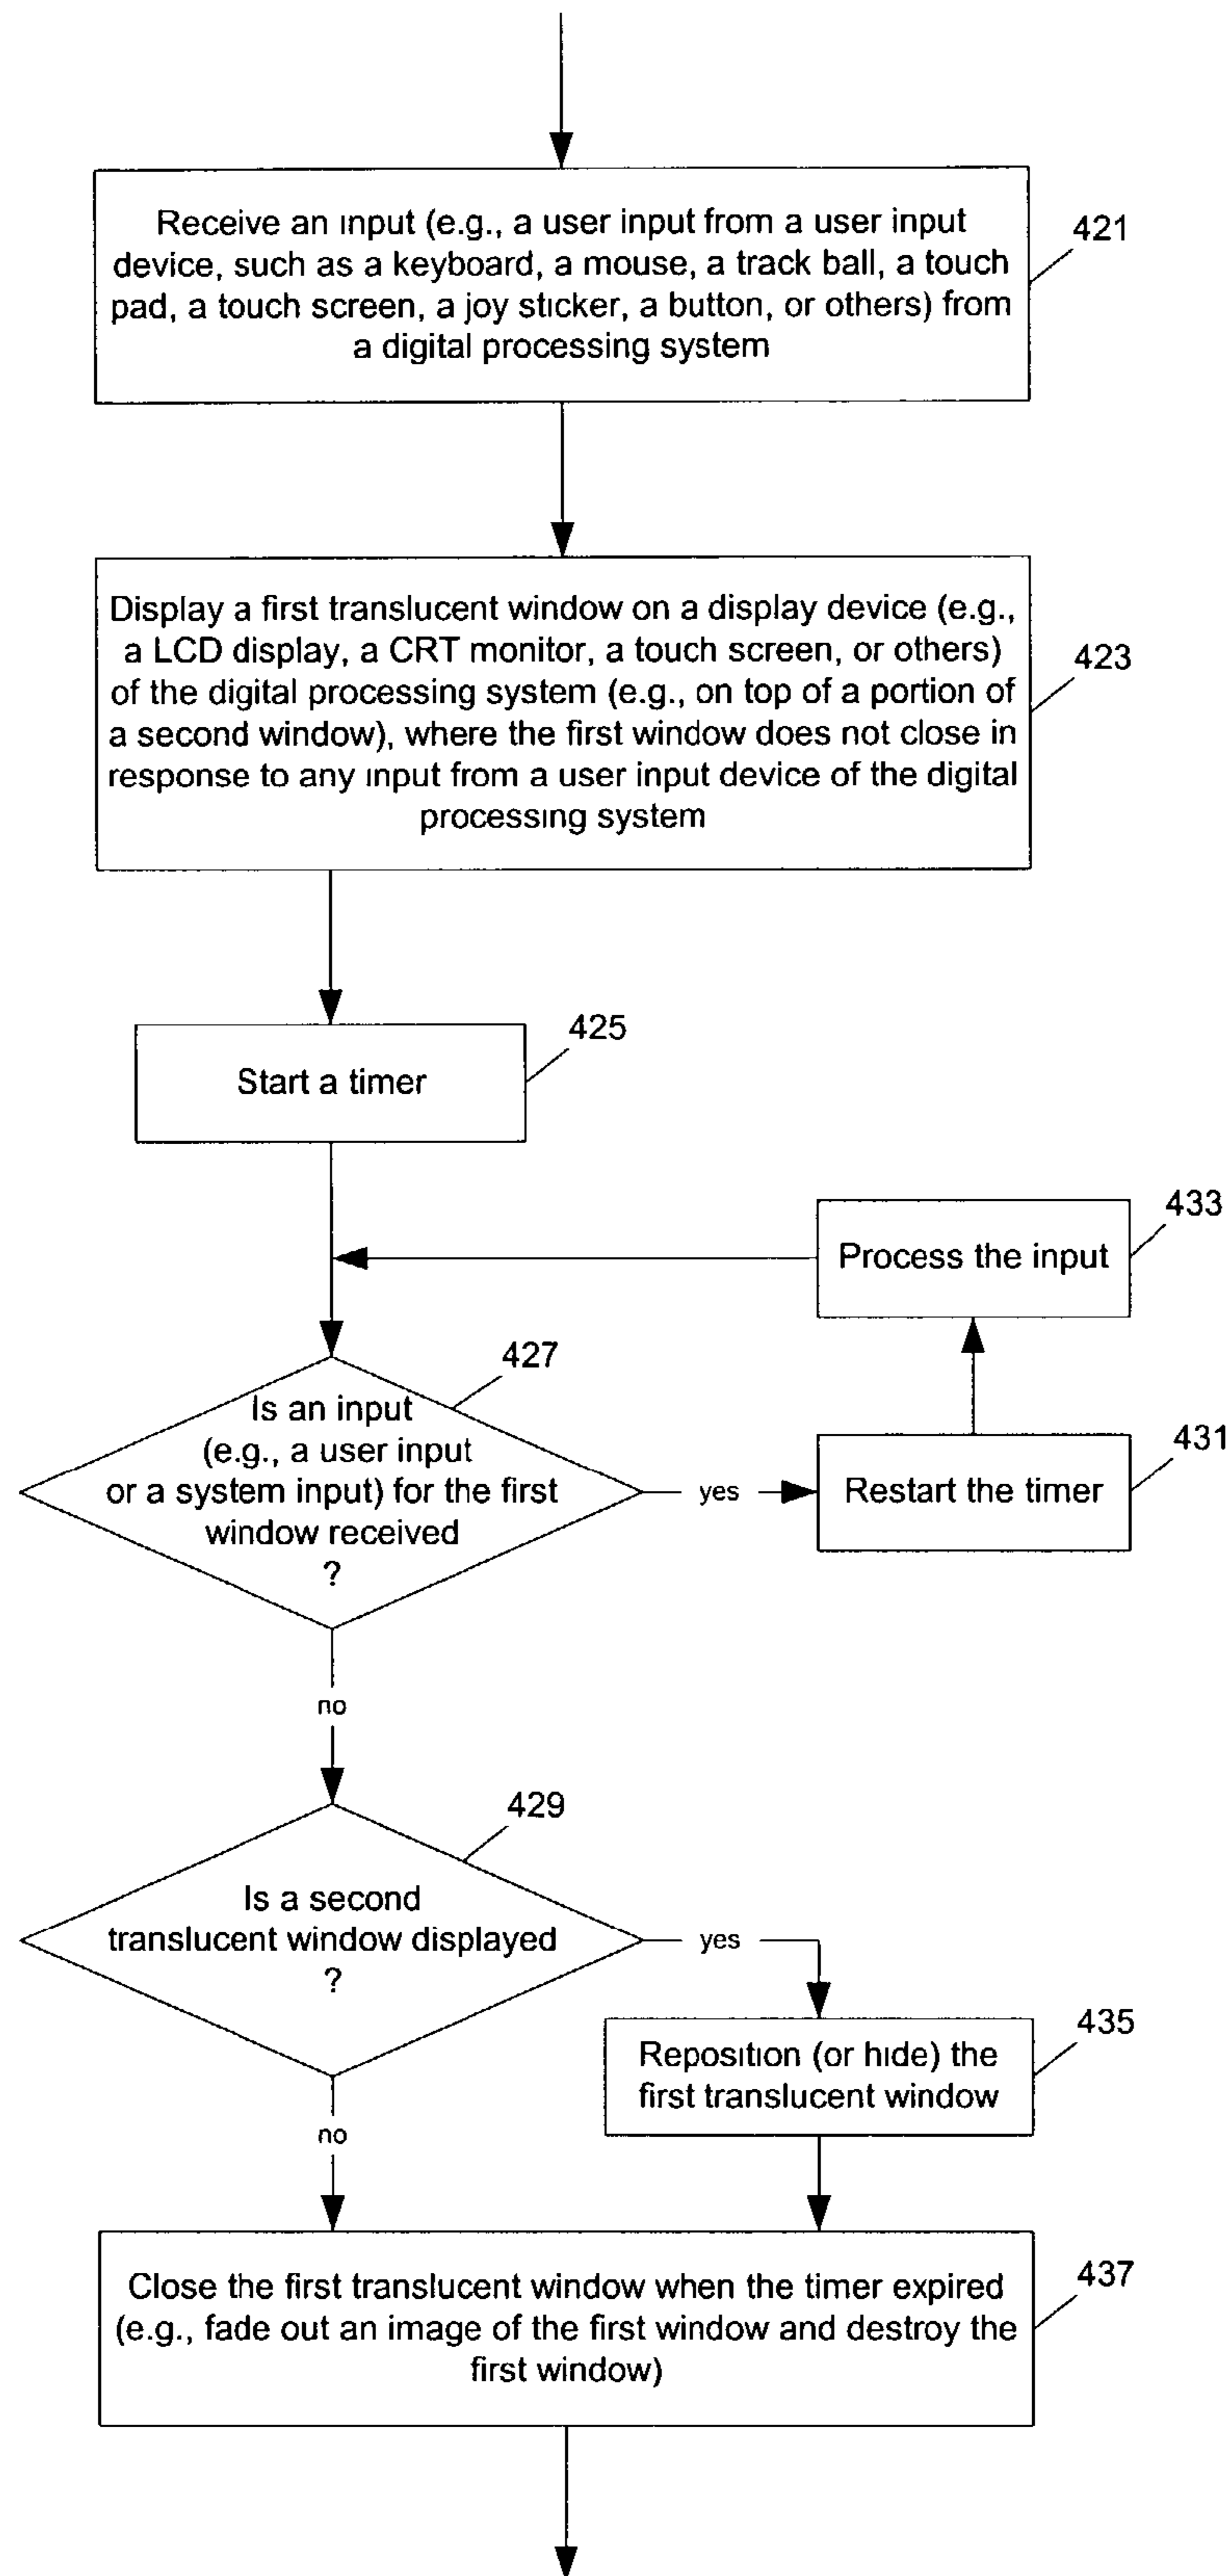 Receive an input (e.g., a user input from a user input
device, such as a keyboard, a mouse, a track ball, a touch
pad, a touch screen, a joy sticker, a button, or others) from
a digital processing system
421
Display a first translucent window on a display device (e.g.,
a LCD display, a CRT monitor, a touch screen, or others)
of the digital processing system (e.g., on top of a portion of
a second window), where the first window does not close in
response to any input from a user input device of the digital
processing system
423
Start a timer
425
Process the input
433
Is an input
(e.g., a user input
or a system input) for the first
window received
?
427
yes
Restart the timer
431
no
Is a second
translucent window displayed
?
429
yes
Reposition (or hide) the
first translucent window
435
no
Close the first translucent window when the timer expired
(e.g., fade out an image of the first window and destroy the
first window)
437